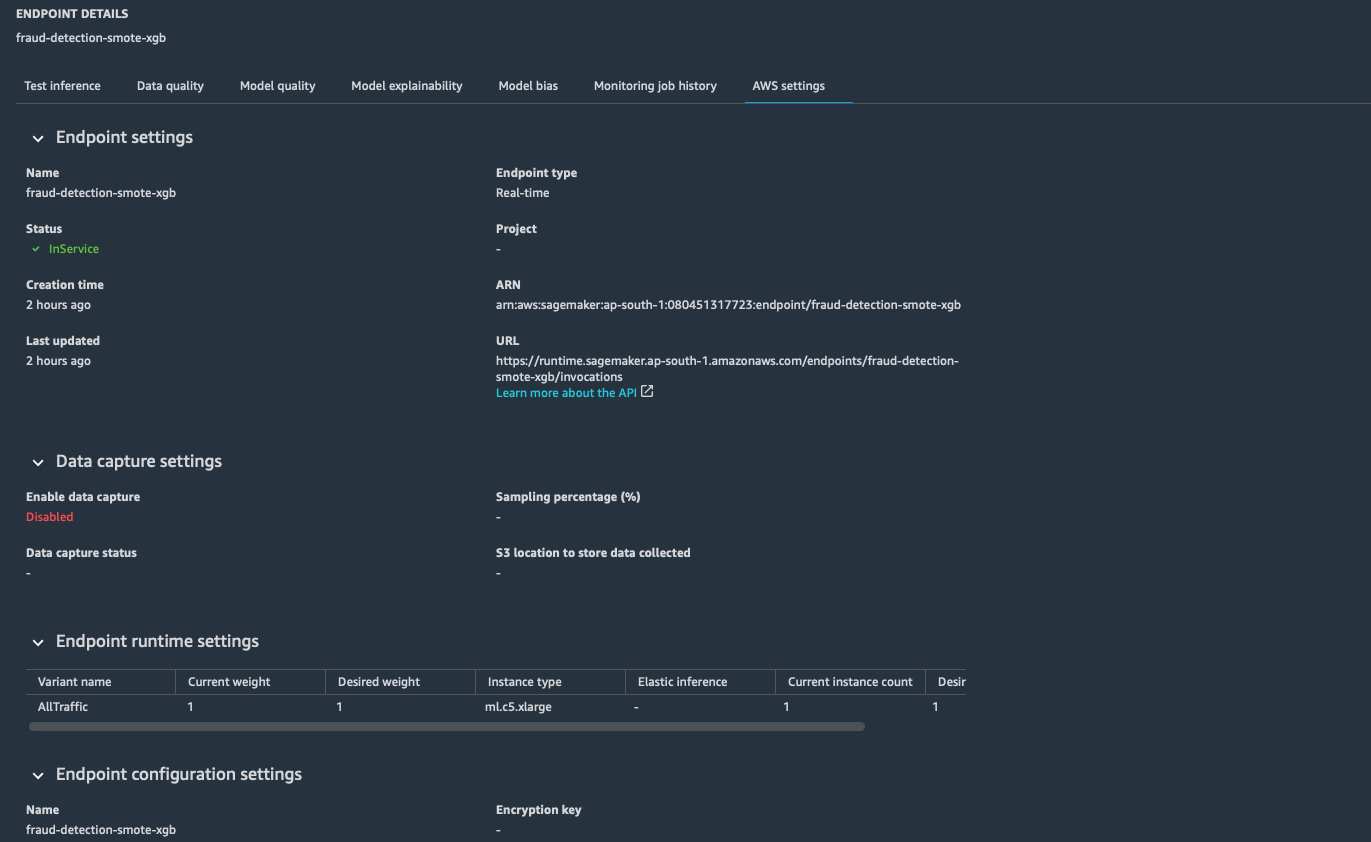 ENDPOINT DETAILS
fraud-detection-smote-xgb
Test inference Data quality Model quality Model explainability Model bias Monitoring job history AWS settings
Endpoint settings
Name
fraud-detection-smote-xgb
Endpoint type
Real-time
Status
InService
Project
-
Creation time
2 hours ago
ARN
arn:aws:sagemaker:ap-south-1:080451317723:endpoint/fraud-detection-smote-xgb
Last updated
2 hours ago
URL
https://runtime.sagemaker.ap-south-1.amazonaws.com/endpoints/fraud-detection-
smote-xgb/invocations
Learn more about the API
Data capture settings
Enable data capture
Disabled
Sampling percentage (%)
-
Data capture status
-
S3 location to store data collected
-
Endpoint runtime settings
Variant name Current weight Desired weight Instance type Elastic inference Current instance count Desir
AllTraffic 1 1 ml.c5.xlarge - 1 1
Endpoint configuration settings
Name
fraud-detection-smote-xgb
Encryption key
-